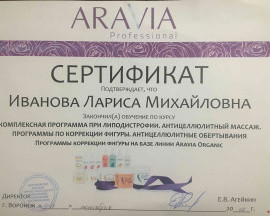 ARAVIA
Professional
СЕРТИФИКАТ
Подтверждает, что
Иванова Лариса Михайловна
Закончил(а) обучение по курсу
Комплексная программа при липодистрофии. Антицеллюлитный массаж.
Программы по коррекции фигуры. Антицеллюлитные обертывания
Программы коррекции фигуры на базе линии Aravia Organic
Директор
г. Воронеж
Е.В. Агейкин